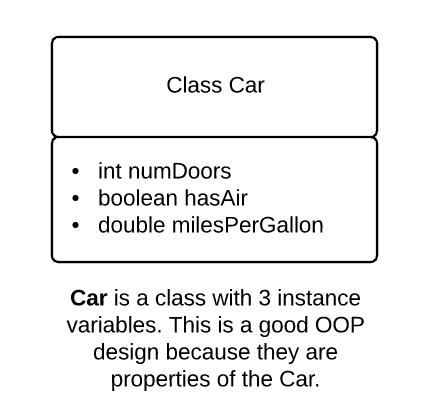 Class Car
• int numDoors
• boolean hasAir
• double milesPerGallon
Car is a class with 3 instance
variables. This is a good OOP
design because they are
properties of the Car.